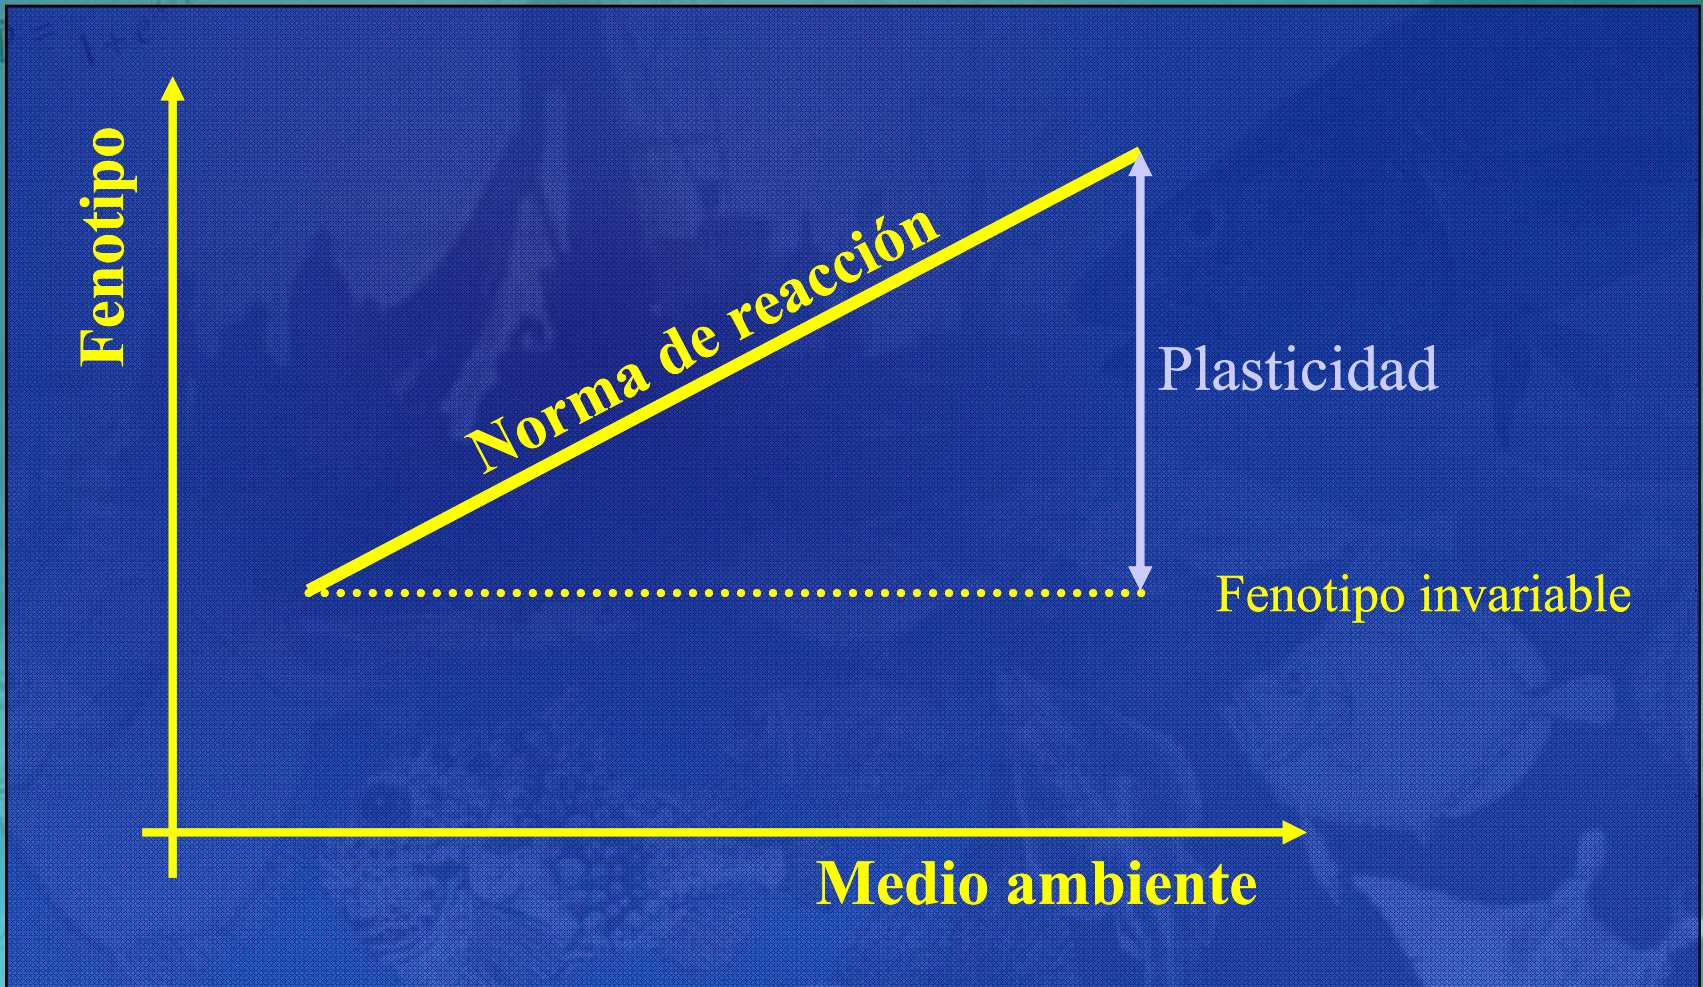 Fenotipo
Norma de reacción
Plasticidad
Fenotipo invariable
Medio ambiente